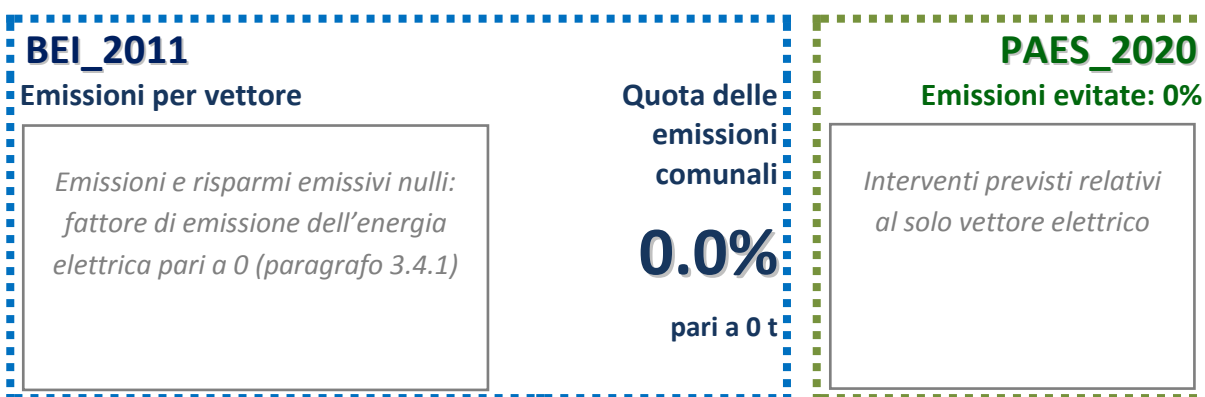 BEI_2011
Emissioni per vettore
Emissioni e risparmi emissivi nulli:
fattore di emissione dell'energia
elettrica pari a 0 (paragrafo 3.4.1)
Quota delle
emissioni
comunali
0.0%
pari a 0 t
PAES_2020
Emissioni evitate: 0%
Interventi previsti relativi
al solo vettore elettrico